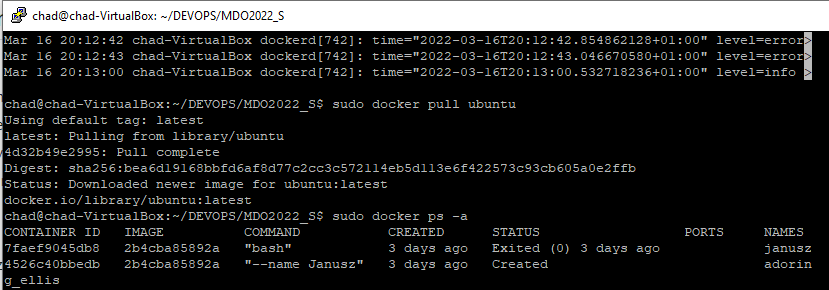 chad@chad-VirtualBox: ~/DEVOPS/MDO2022_S
Mar 16 20:12:42 chad-VirtualBox dockerd[742]: time="2022-03-16T20:12:42.854862128+01:00" level=error>
Mar 16 20:12:43 chad-VirtualBox dockerd[742]: time="2022-03-16T20:12:43.046670580+01:00" level=error>
Mar 16 20:13:00 chad-VirtualBox dockerd[742]: time="2022-03-16T20:13:00.532718236+01:00" level=info >
chad@chad-VirtualBox:~/DEVOPS/MDO2022_S$ sudo docker pull ubuntu
Using default tag: latest
latest: Pulling from library/ubuntu
4d32b49e2995: Pull complete
Digest: sha256:bea6d19168bbfd6af8d77c2cc3c572114eb5d113e6f422573c93cb605a0e2ffb
Status: Downloaded newer image for ubuntu:latest
docker.io/library/ubuntu:latest
chad@chad-VirtualBox:~/DEVOPS/MDO2022_S$ sudo docker ps -a
CONTAINER ID   IMAGE          COMMAND          CREATED      STATUS                  PORTS     NAMES
7faef9045db8   2b4cba85892a   "bash"           3 days ago   Exited (0) 3 days ago             janusz
4526c40bbedb   2b4cba85892a   "--name Janusz"   3 days ago   Created                           adorin
g_ellis